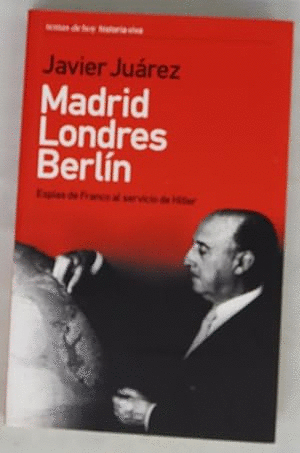 temas de hoy historia viva
Javier Juárez
Madrid
Londres
Berlín
Espías de Franco al servicio de Hitler